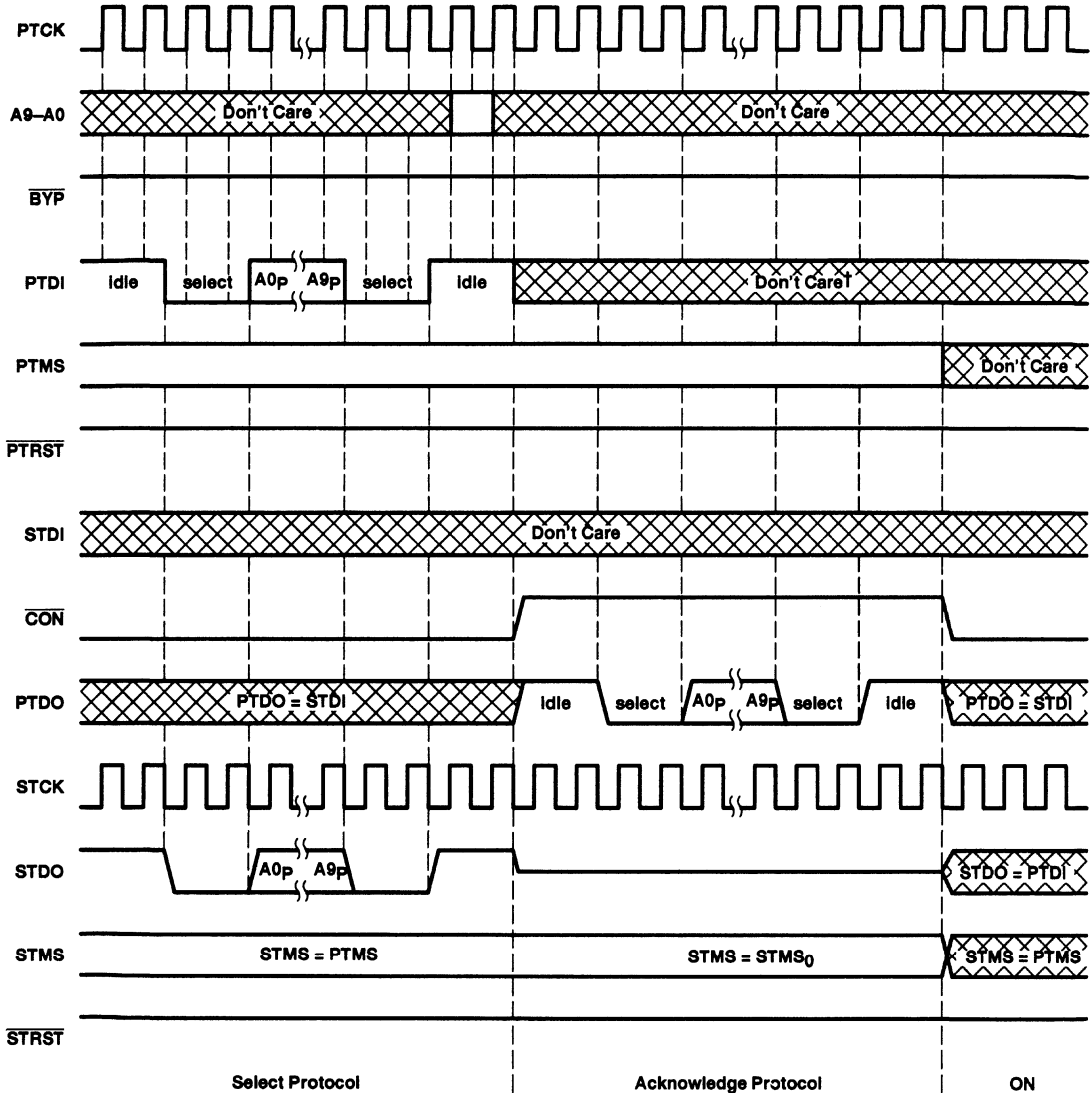 PTCK
A9–A0 Don't Care Don't Care
BYP
PTDI idle select A0P A9P select idle Don't Care†
PTMS Don't Care
PTRST
STDI Don't Care
CON
PTDO PTDO = STDI idle select A0P A9P select idle PTDO = STDI
STCK
STDO A0P A9P STDO = PTDI
STMS STMS = PTMS STMS = STMS0 STMS = PTMS
STRST
Select Protocol Acknowledge Protocol ON